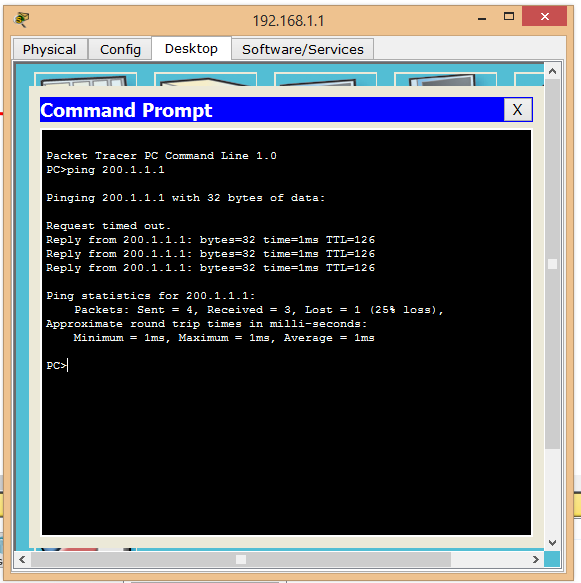 192.168.1.1
Physical Config Desktop Software/Services
Command Prompt X
Packet Tracer PC Command Line 1.0
PC>ping 200.1.1.1
Pinging 200.1.1.1 with 32 bytes of data:
Request timed out.
Reply from 200.1.1.1: bytes=32 time=1ms TTL=126
Reply from 200.1.1.1: bytes=32 time=1ms TTL=126
Reply from 200.1.1.1: bytes=32 time=1ms TTL=126
Ping statistics for 200.1.1.1:
Packets: Sent = 4, Received = 3, Lost = 1 (25% loss),
Approximate round trip times in milli-seconds:
Minimum = 1ms, Maximum = 1ms, Average = 1ms
PC>